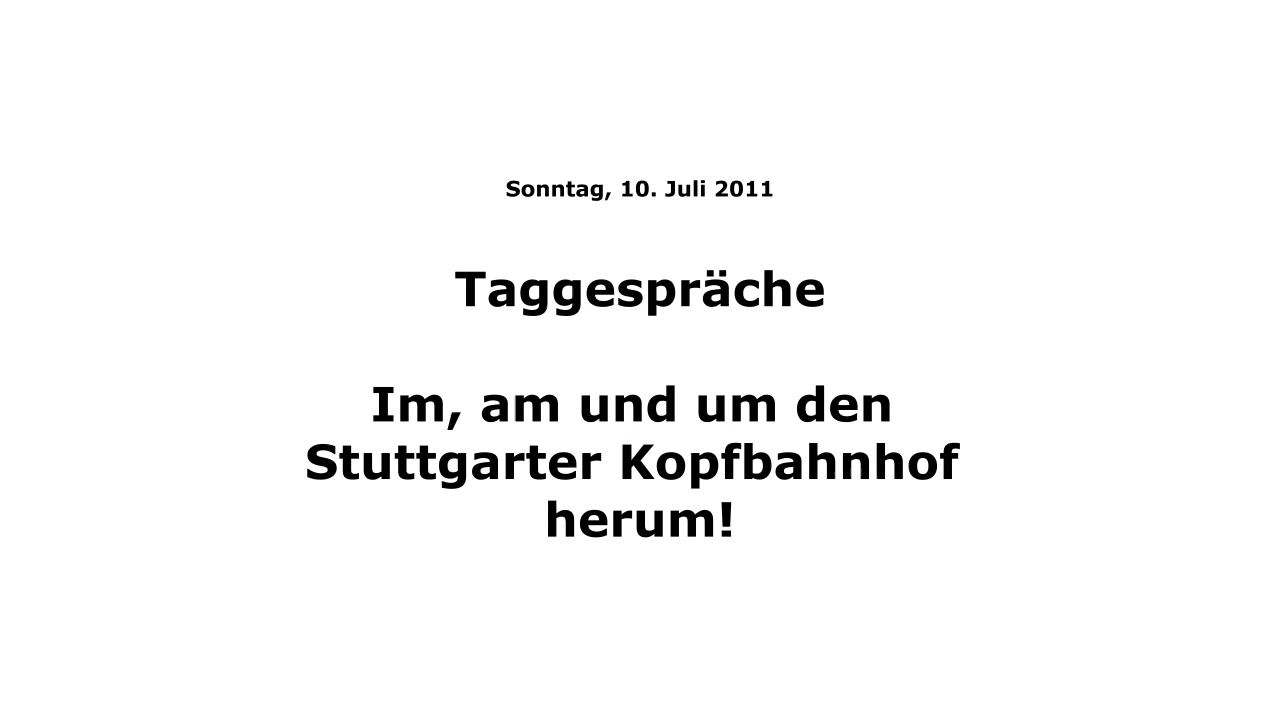 Sonntag, 10. Juli 2011
Taggespräche
Im, am und um den
Stuttgarter Kopfbahnhof
herum!